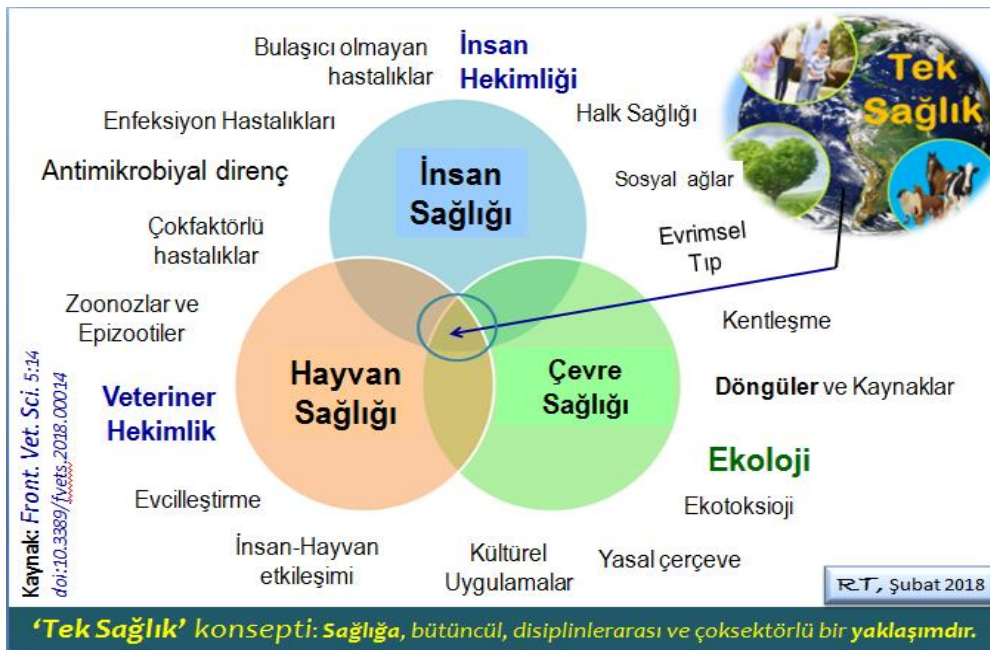 Bulaşıcı olmayan
hastalıklar
İnsan
Hekimliği
Tek
Sağlık
Enfeksiyon Hastalıkları
Halk Sağlığı
Antimikrobiyal direnç
İnsan
Sağlığı
Sosyal ağlar
Çokfaktörlü
hastalıklar
Evrimsel
Tıp
Zoonozlar ve
Epizootiler
Kentleşme
Hayvan
Sağlığı
Çevre
Sağlığı
Döngüler ve Kaynaklar
Veteriner
Hekimlik
Ekoloji
Evcilleştirme
Ekotoksioji
İnsan-Hayvan
etkileşimi
Kültürel
Uygulamalar
Yasal çerçeve
Kaynak: Front. Vet. Sci. 5:14
doi:10.3389/fvets.2018.00014
RT, Şubat 2018
‘Tek Sağlık’ konsepti: Sağlığa, bütüncül, disiplinlerarası ve çoksektörlü bir yaklaşımdır.